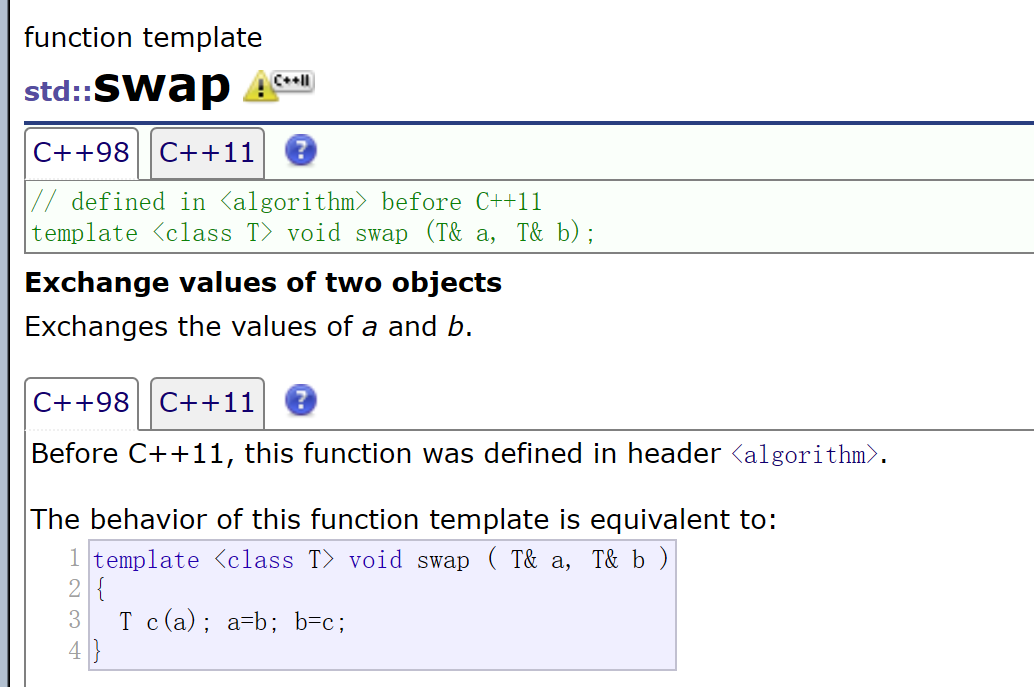 function template
std::swap C++11
C++98 C++11 ?
// defined in <algorithm> before C++11
template <class T> void swap (T& a, T& b);
Exchange values of two objects
Exchanges the values of a and b.
C++98 C++11 ?
Before C++11, this function was defined in header <algorithm>.
The behavior of this function template is equivalent to:
1 template <class T> void swap ( T& a, T& b )
2 {
3 T c(a); a=b; b=c;
4 }